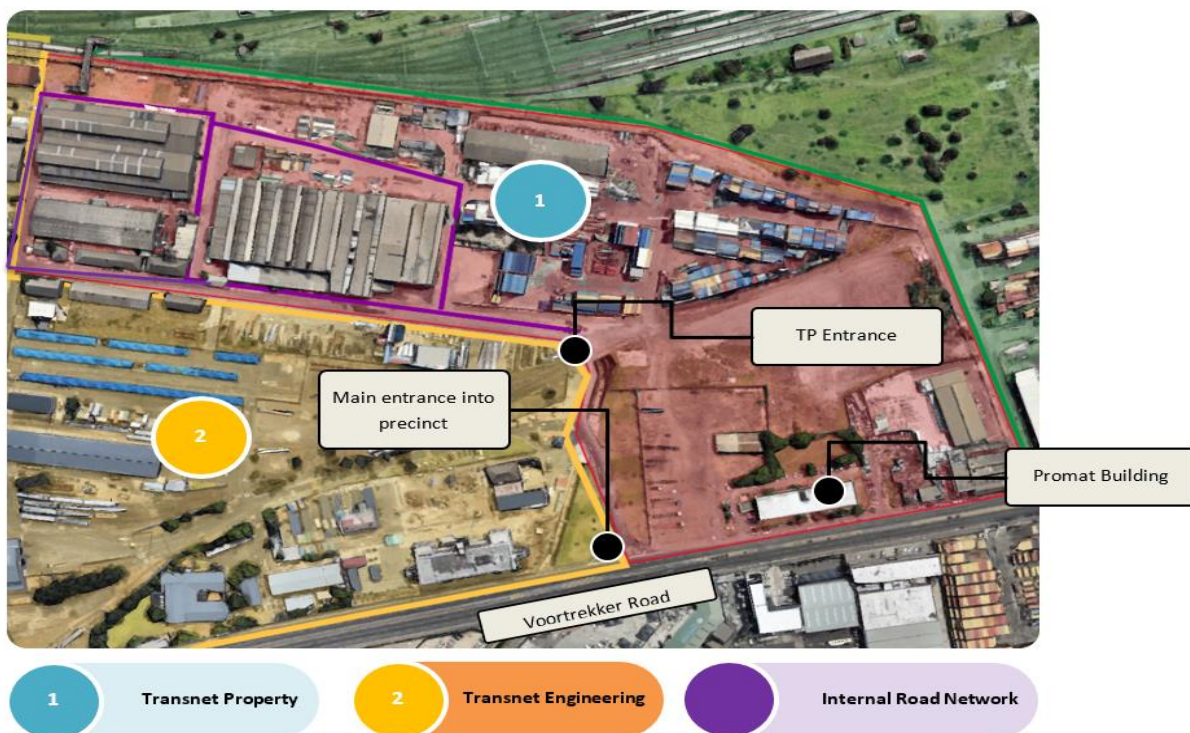 1
TP Entrance
Main entrance into
precinct
2
Promat Building
Voortrekker Road
1 Transnet Property
2 Transnet Engineering
Internal Road Network